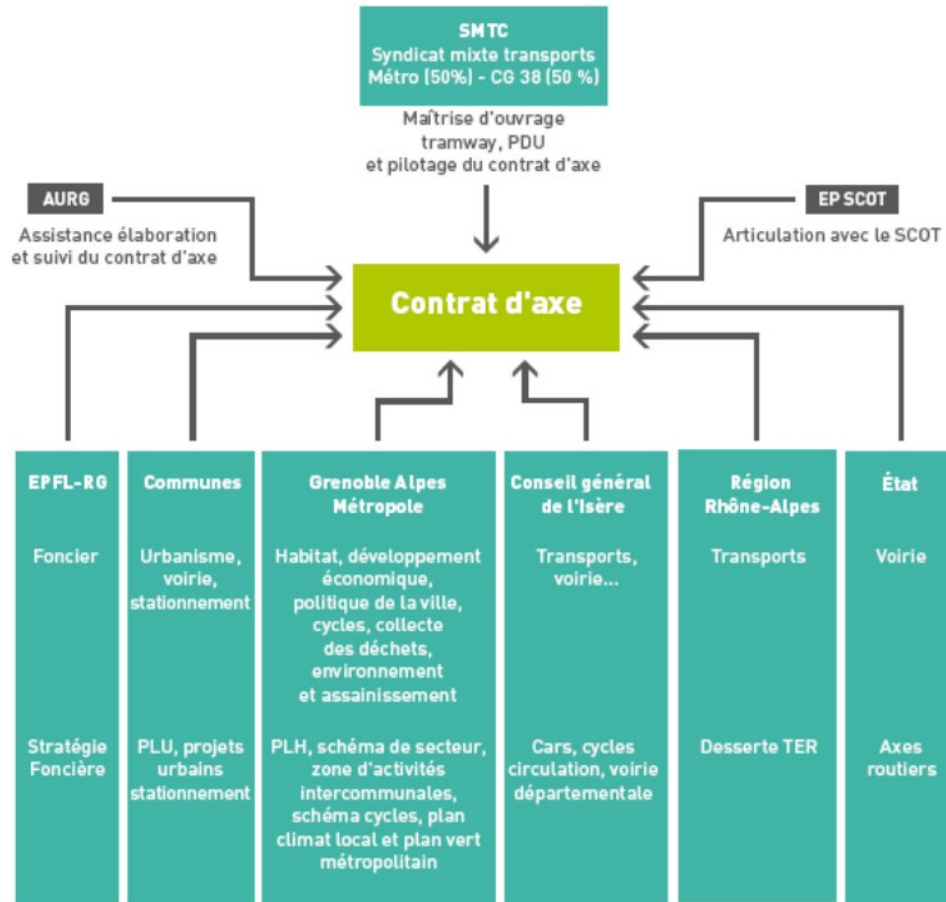 SMTC
Syndicat mixte transports
Métro (50%) - CG 38 (50 %)
Maîtrise d'ouvrage
tramway, PDU
et pilotage du contrat d'axe
AURG
Assistance élaboration
et suivi du contrat d'axe
EP SCOT
Articulation avec le SCOT
Contrat d'axe
EPFL-RG
Foncier
Stratégie
Foncière
Communes
Urbanisme,
voirie,
stationnement
PLU, projets
urbains
stationnement
Grenoble Alpes
Métropole
Habitat, développement
économique,
politique de la ville,
cycles, collecte
des déchets,
environnement
et assainissement
PLH, schéma de secteur,
zone d'activités
intercommunales,
schéma cycles, plan
climat local et plan vert
métropolitain
Conseil général
de l'Isère
Transports,
voirie...
Cars, cycles
circulation, voirie
départementale
Région
Rhône-Alpes
Transports
Desserte TER
État
Voirie
Axes
routiers